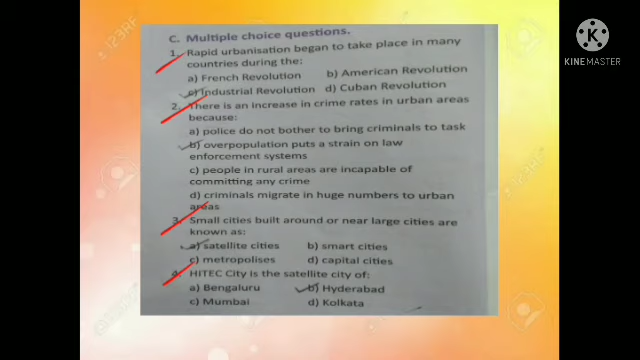 C. Multiple choice questions.
1. Rapid urbanisation began to take place in many
countries during the:
a) French Revolution b) American Revolution
c) Industrial Revolution d) Cuban Revolution
2. There is an increase in crime rates in urban areas
because:
a) police do not bother to bring criminals to task
b) overpopulation puts a strain on law
enforcement systems
c) people in rural areas are incapable of
committing any crime
d) criminals migrate in huge numbers to urban
areas
3. Small cities built around or near large cities are
known as:
a) satellite cities b) smart cities
c) metropolises d) capital cities
4. HITEC City is the satellite city of:
a) Bengaluru b) Hyderabad
c) Mumbai d) Kolkata
KINEMASTER
123RF